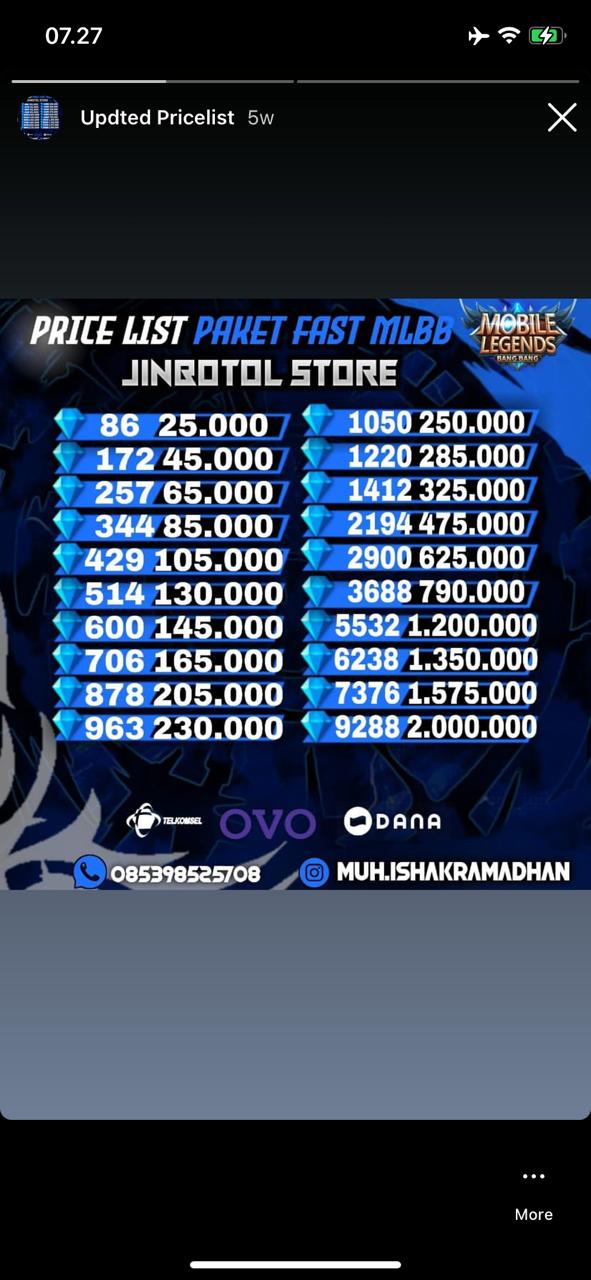 07.27
Updted Pricelist 5w
PRICE LIST PAKET FAST MLBB
MOBILE
LEGENDS
BANG BANG
JINBOTOL STORE
86 25.000
172 45.000
257 65.000
344 85.000
429 105.000
514 130.000
600 145.000
706 165.000
878 205.000
963 230.000
1050 250.000
1220 285.000
1412 325.000
2194 475.000
2900 625.000
3688 790.000
5532 1.200.000
6238 1.350.000
7376 1.575.000
9288 2.000.000
TELKOMSEL OVO DANA
085398525708 MUH.ISHAKRAMADHAN
More